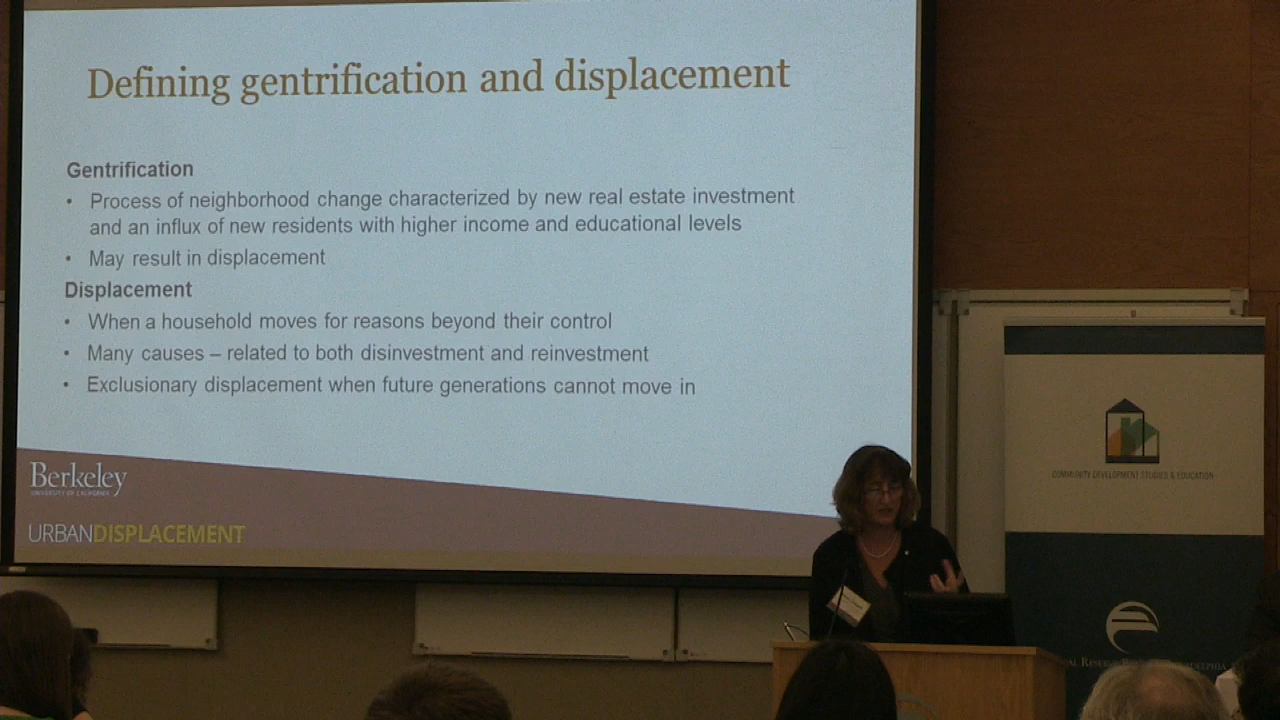 Defining gentrification and displacement
Gentrification
• Process of neighborhood change characterized by new real estate investment
and an influx of new residents with higher income and educational levels
• May result in displacement
Displacement
• When a household moves for reasons beyond their control
• Many causes – related to both disinvestment and reinvestment
• Exclusionary displacement when future generations cannot move in
Berkeley
UNIVERSITY OF CALIFORNIA
URBANDISPLACEMENT
COMMUNITY DEVELOPMENT STUDIES & EDUCATION